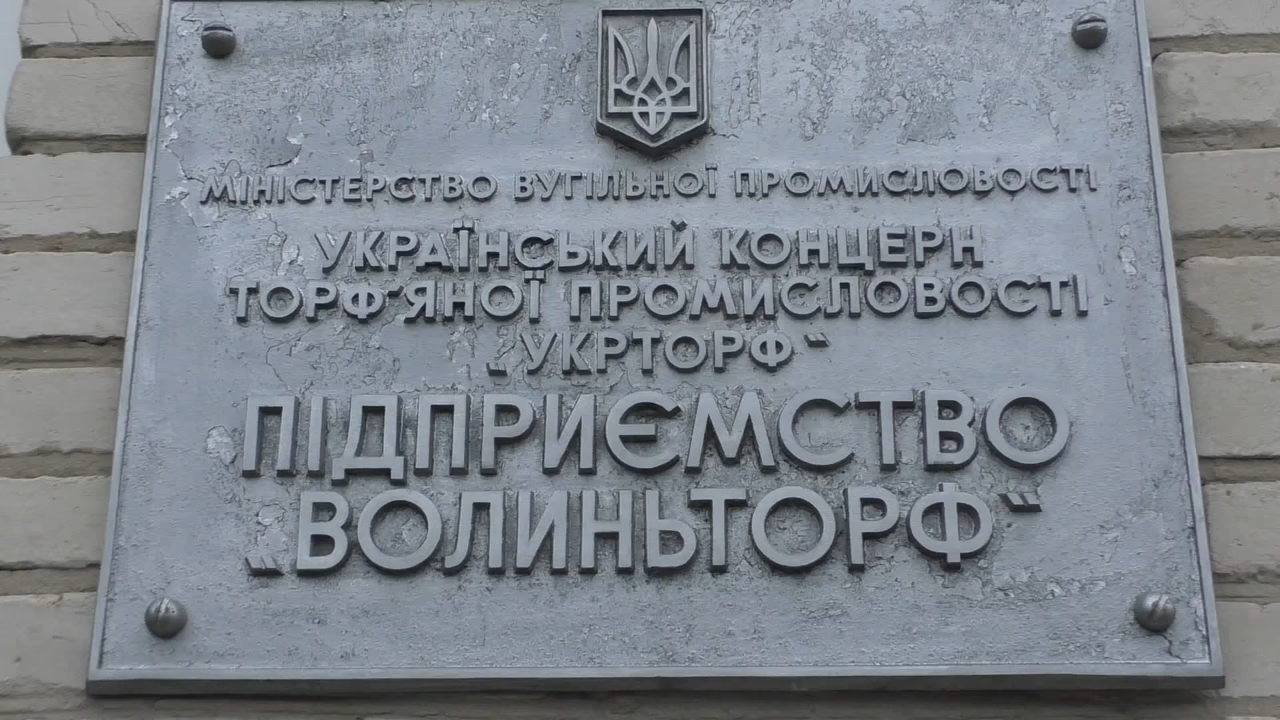 МІНІСТЕРСТВО ВУГІЛЬНОЇ ПРОМИСЛОВОСТІ
УКРАЇНСЬКИЙ КОНЦЕРН
ТОРФ'ЯНОЇ ПРОМИСЛОВОСТІ
„УКРТОРФ“
ПІДПРИЄМСТВО
„ВОЛИНЬТОРФ“